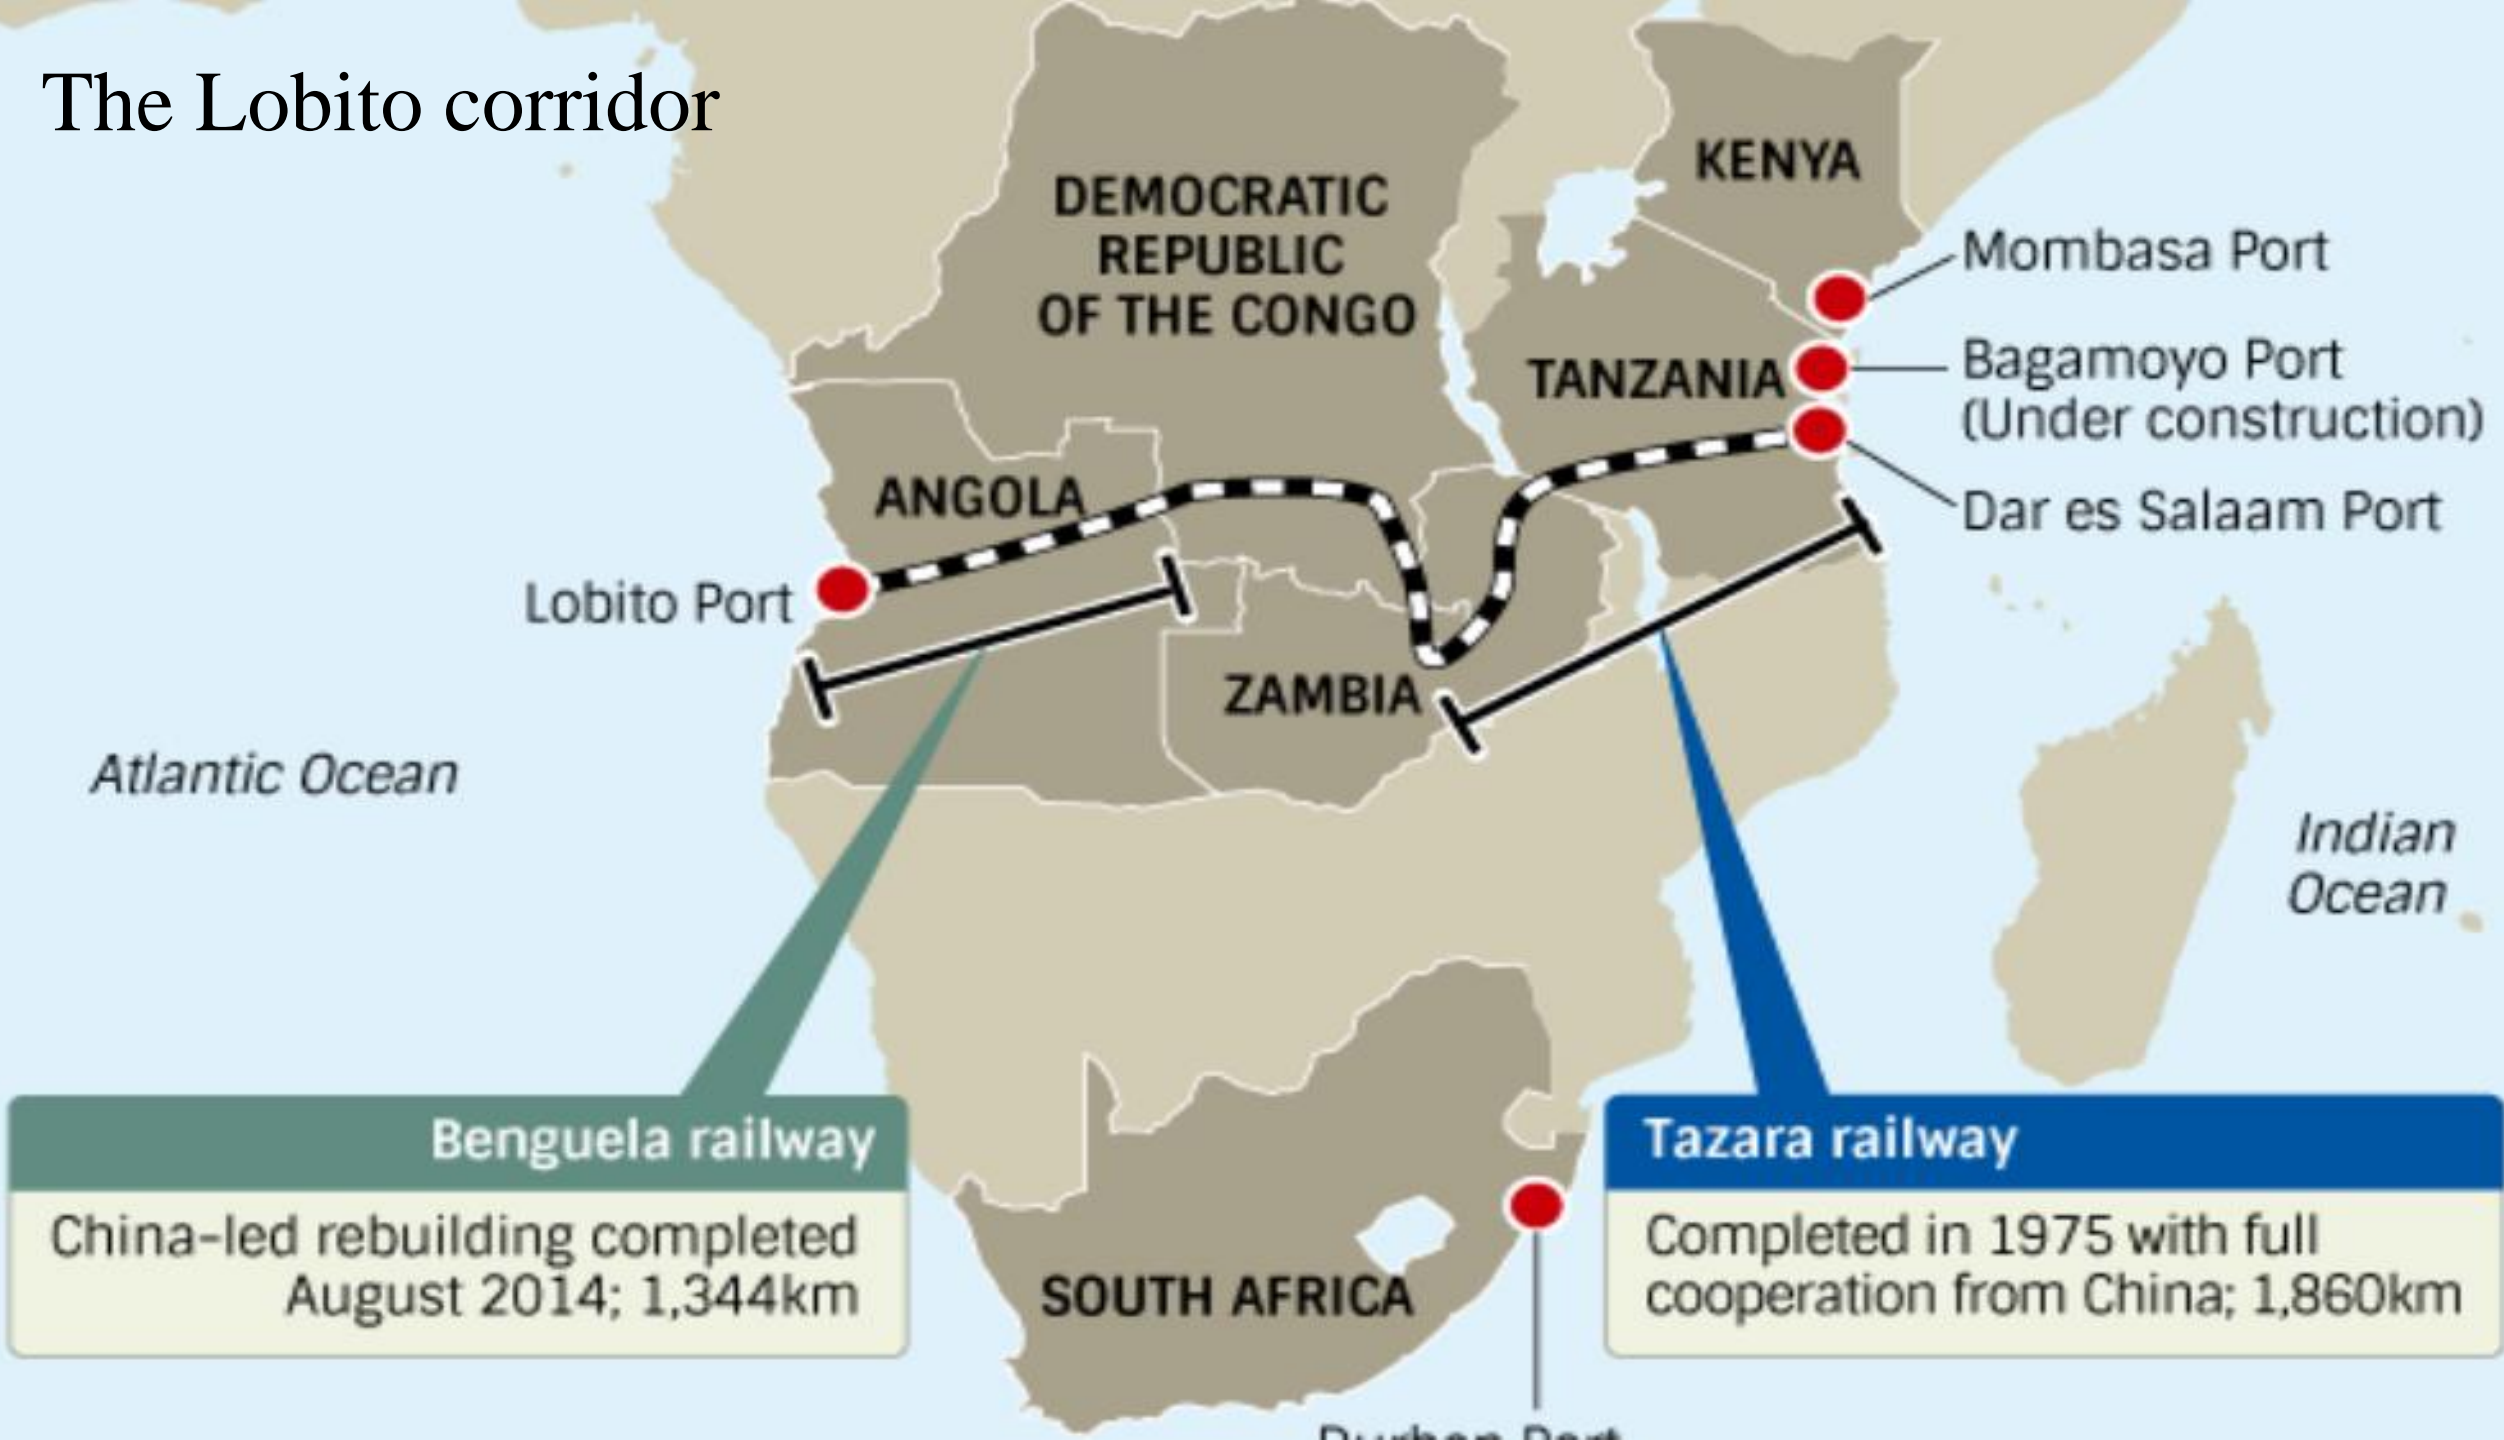 The Lobito corridor
DEMOCRATIC
REPUBLIC
OF THE CONGO
KENYA
Mombasa Port
TANZANIA
Bagamoyo Port
(Under construction)
Dar es Salaam Port
ANGOLA
Lobito Port
ZAMBIA
Atlantic Ocean
Indian
Ocean
Benguela railway
China-led rebuilding completed
August 2014; 1,344km
Tazara railway
Completed in 1975 with full
cooperation from China; 1,860km
SOUTH AFRICA
Durban Port